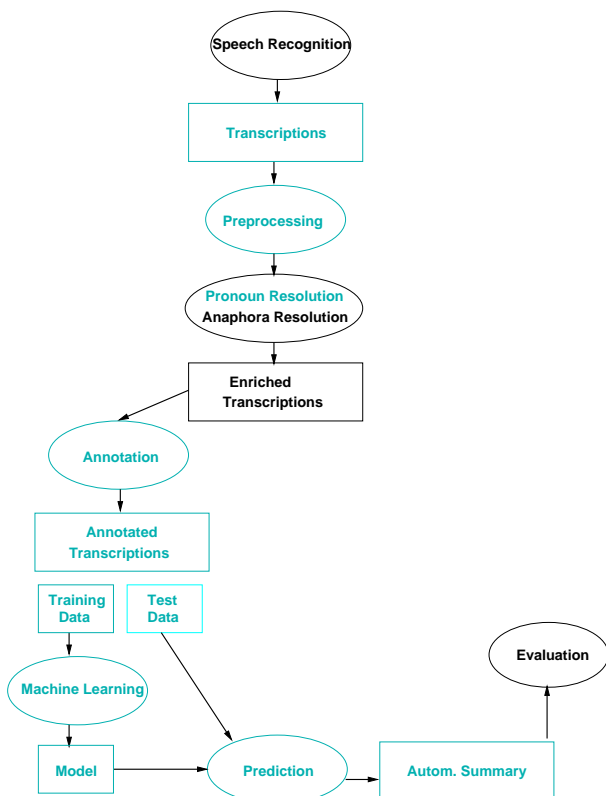 Speech Recognition
Transcriptions
Preprocessing
Pronoun Resolution
Anaphora Resolution
Enriched
Transcriptions
Annotation
Annotated
Transcriptions
Training
Data
Test
Data
Evaluation
Machine Learning
Model
Prediction
Autom. Summary